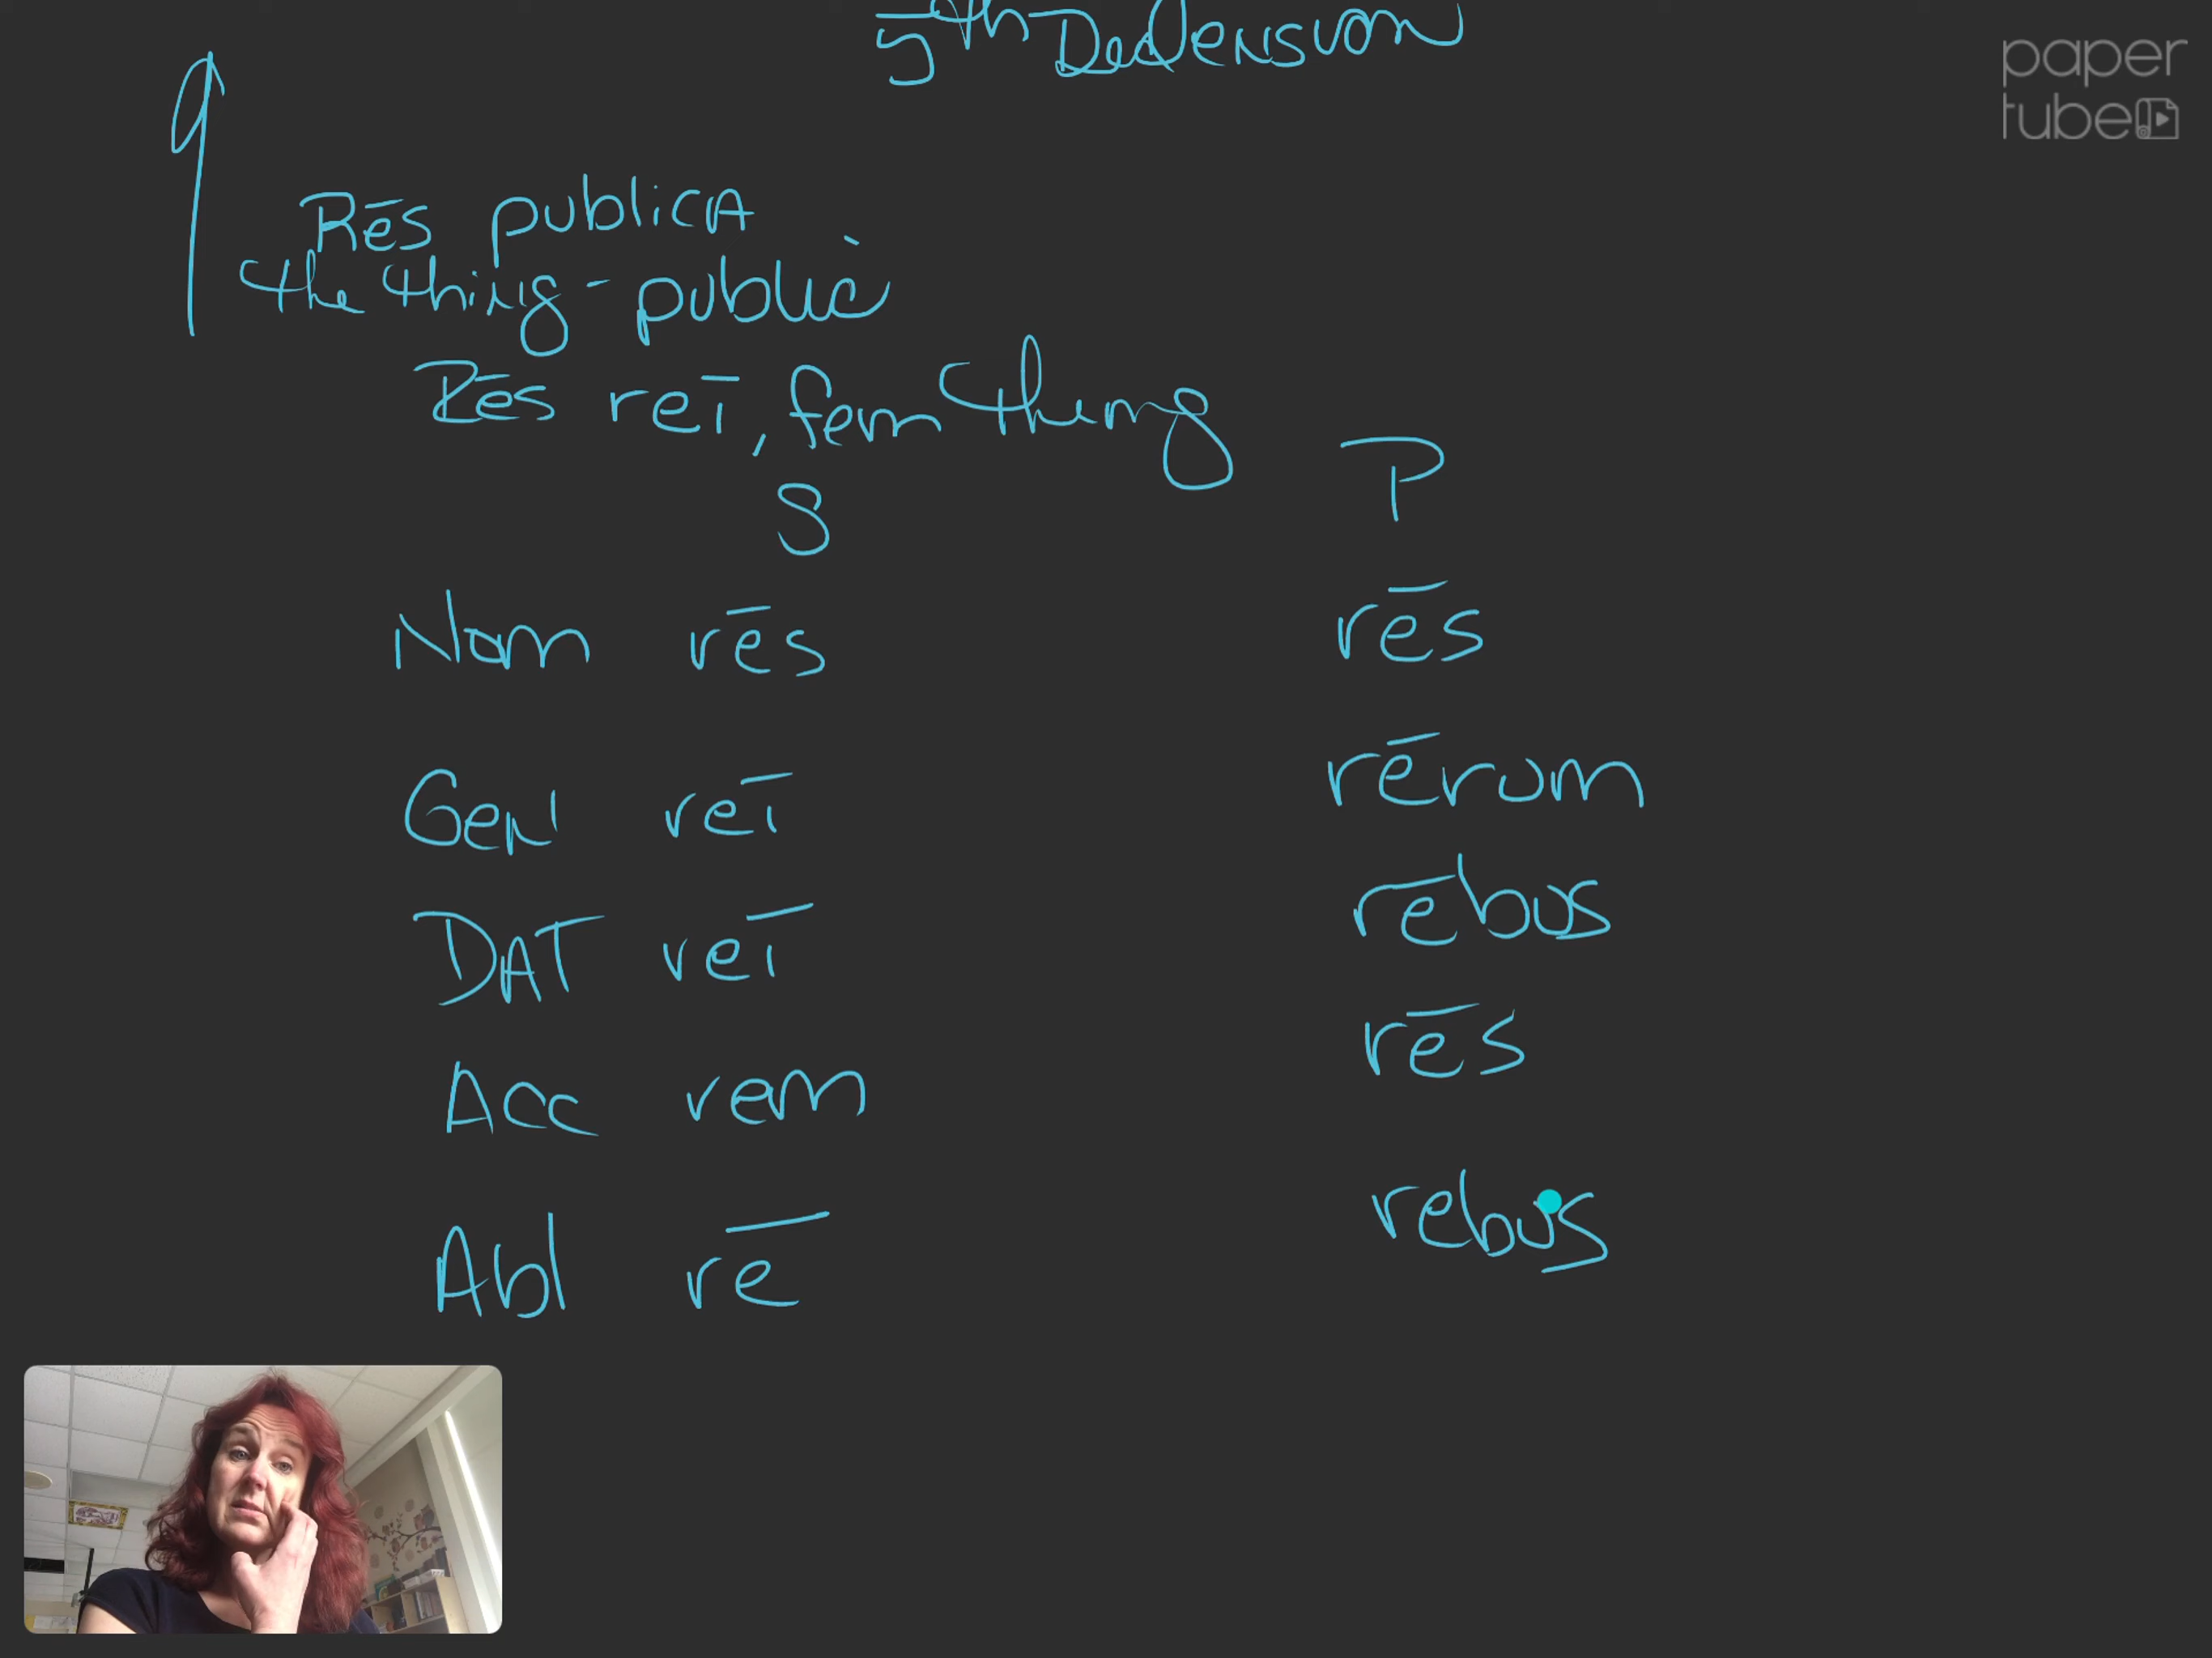 5th Declension
paper
tube
Rēs publica
the thing-public
Rēs reī, fem thing
S P
Nom rēs rēs
Gen reī rērum
DAT reī rēbus
Acc rem rēs
Abl rē rebus